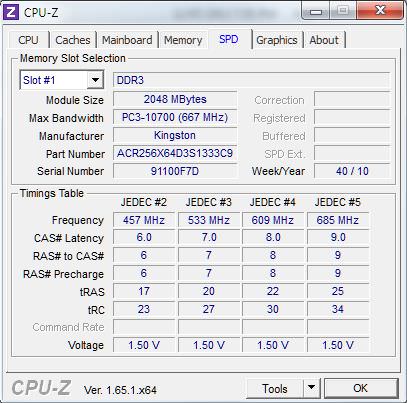 CPU-Z
CPU Caches Mainboard Memory SPD Graphics About
Memory Slot Selection
Slot #1 DDR3
Module Size 2048 MBytes Correction
Max Bandwidth PC3-10700 (667 MHz) Registered
Manufacturer Kingston Buffered
Part Number ACR256X64D3S1333C9 SPD Ext.
Serial Number 91100F7D Week/Year 40 / 10
Timings Table
JEDEC #2 JEDEC #3 JEDEC #4 JEDEC #5
Frequency 457 MHz 533 MHz 609 MHz 685 MHz
CAS# Latency 6.0 7.0 8.0 9.0
RAS# to CAS# 6 7 8 9
RAS# Precharge 6 7 8 9
tRAS 17 20 22 25
tRC 23 27 30 34
Command Rate
Voltage 1.50 V 1.50 V 1.50 V 1.50 V
CPU-Z Ver. 1.65.1.x64 Tools OK